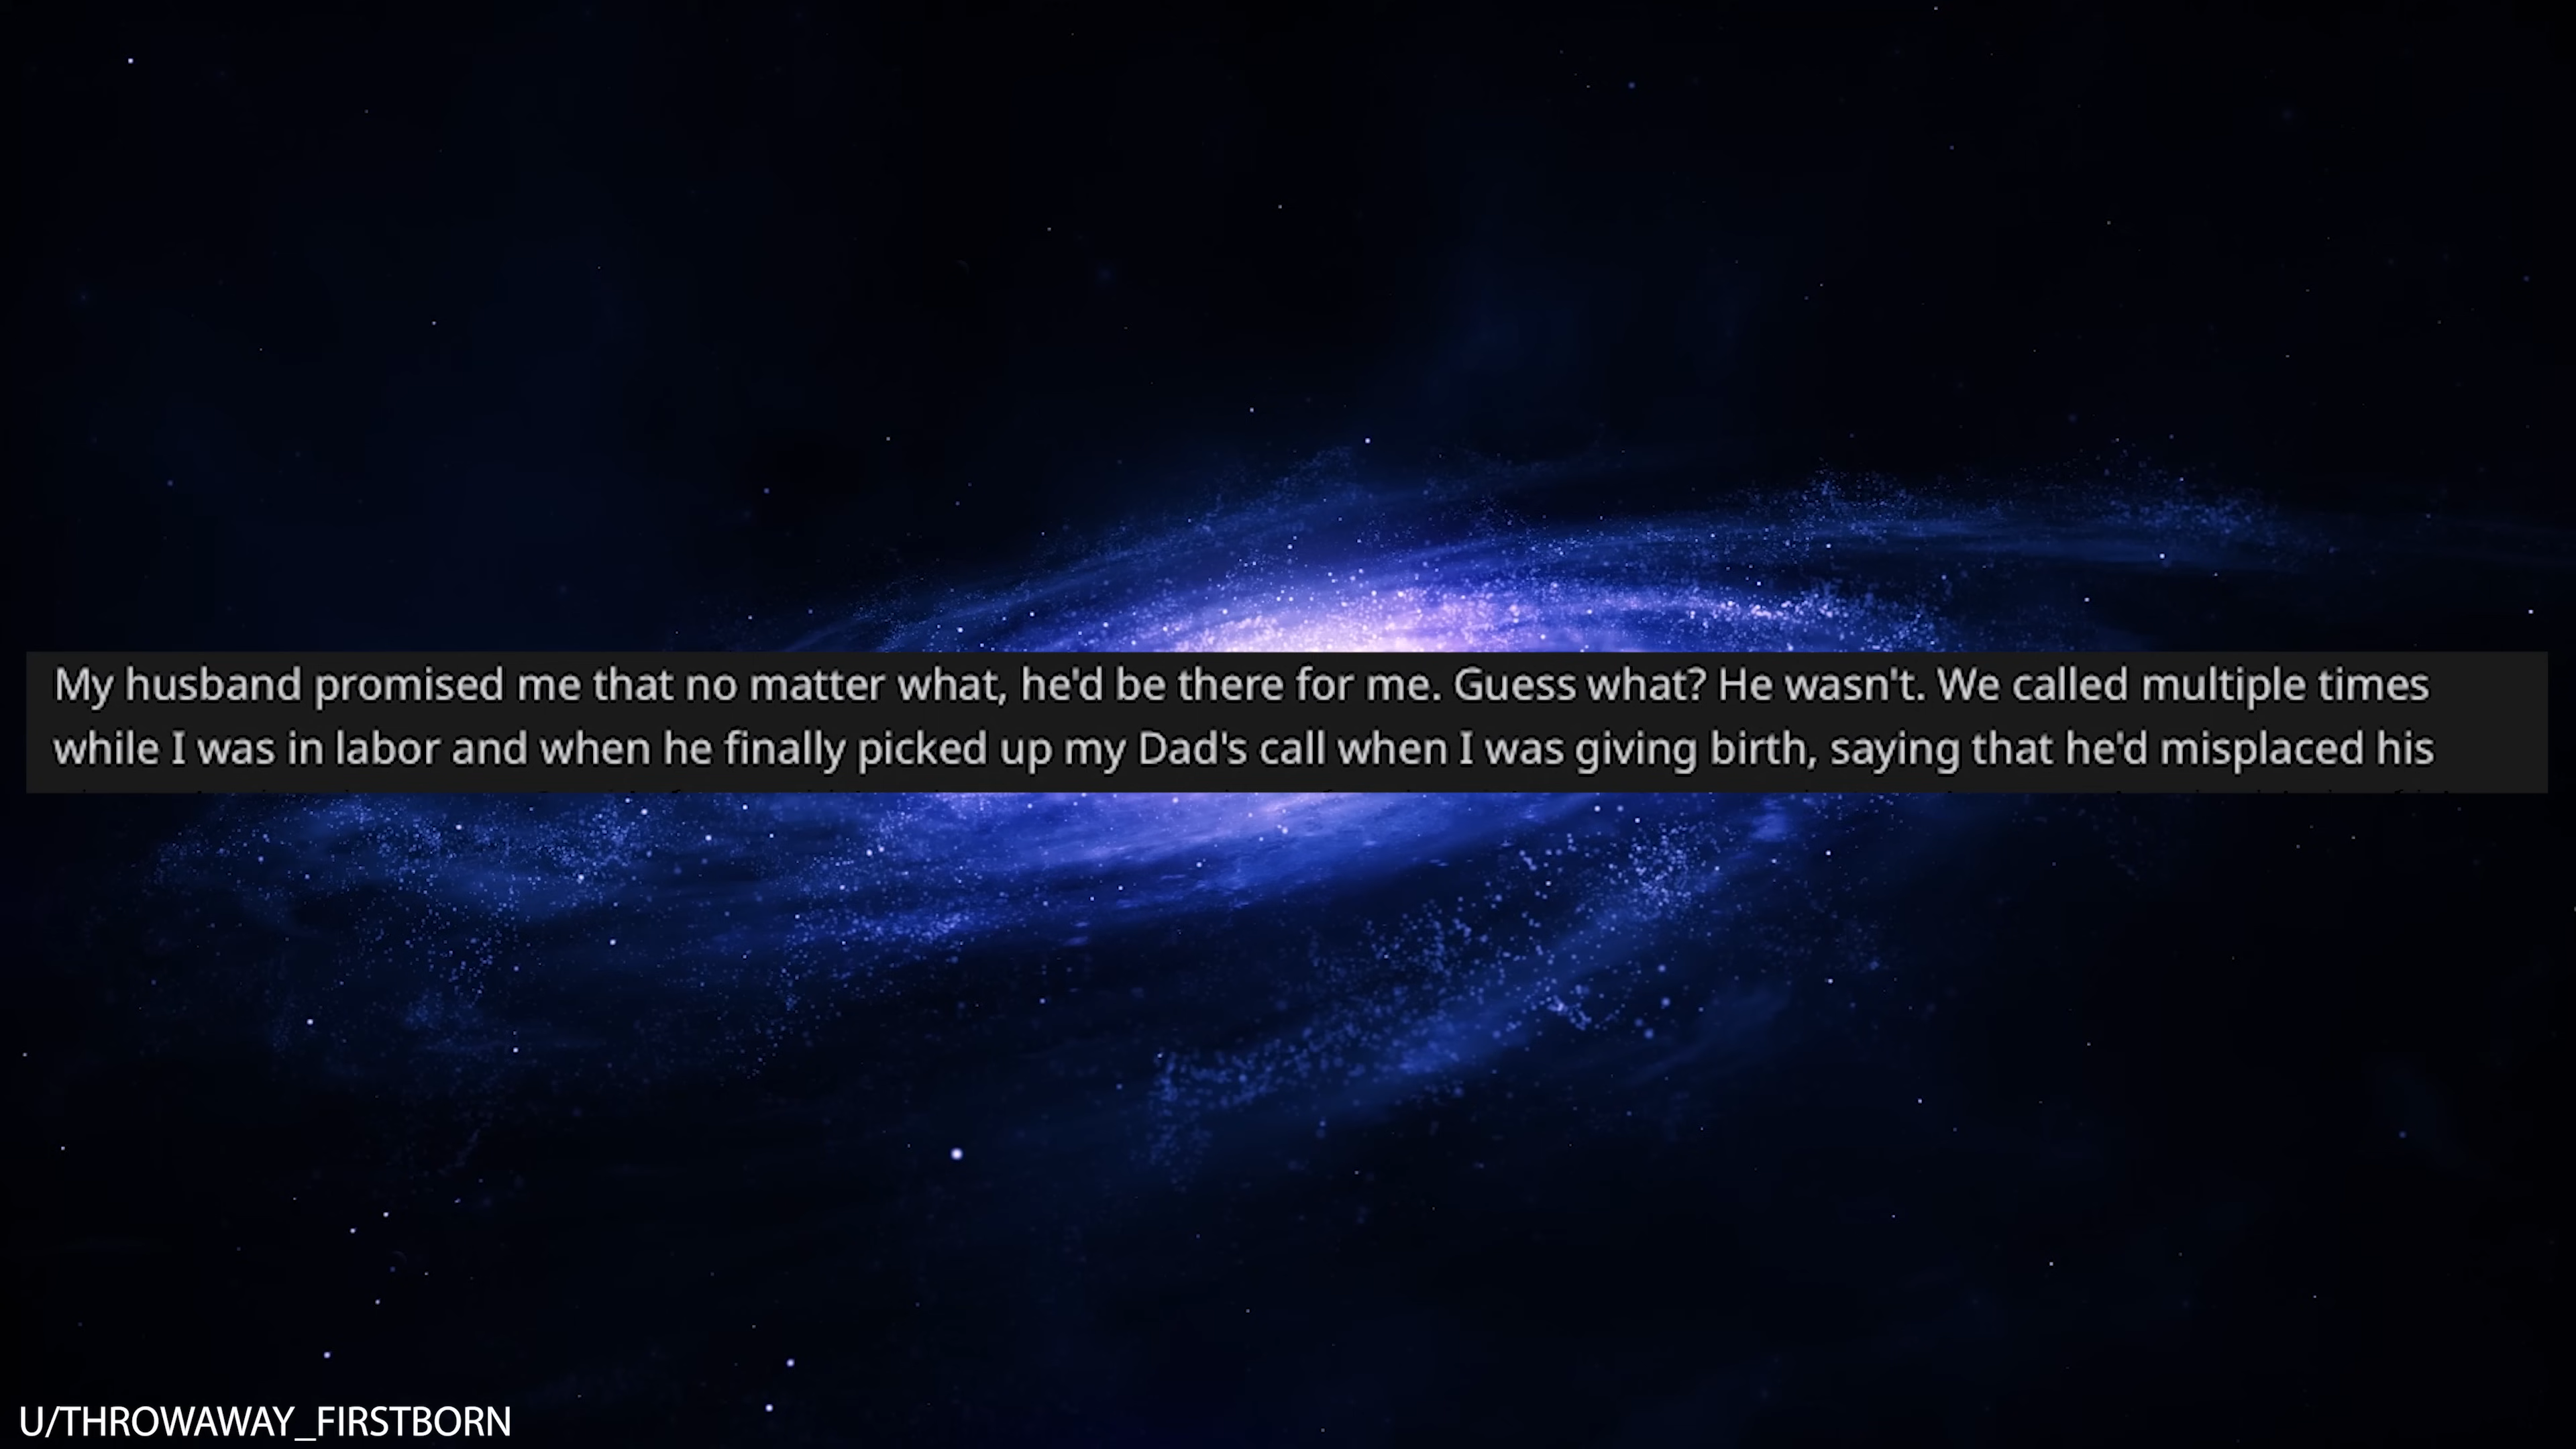 My husband promised me that no matter what, he'd be there for me. Guess what? He wasn't. We called multiple times
while I was in labor and when he finally picked up my Dad's call when I was giving birth, saying that he'd misplaced his
U/THROWAWAY_FIRSTBORN